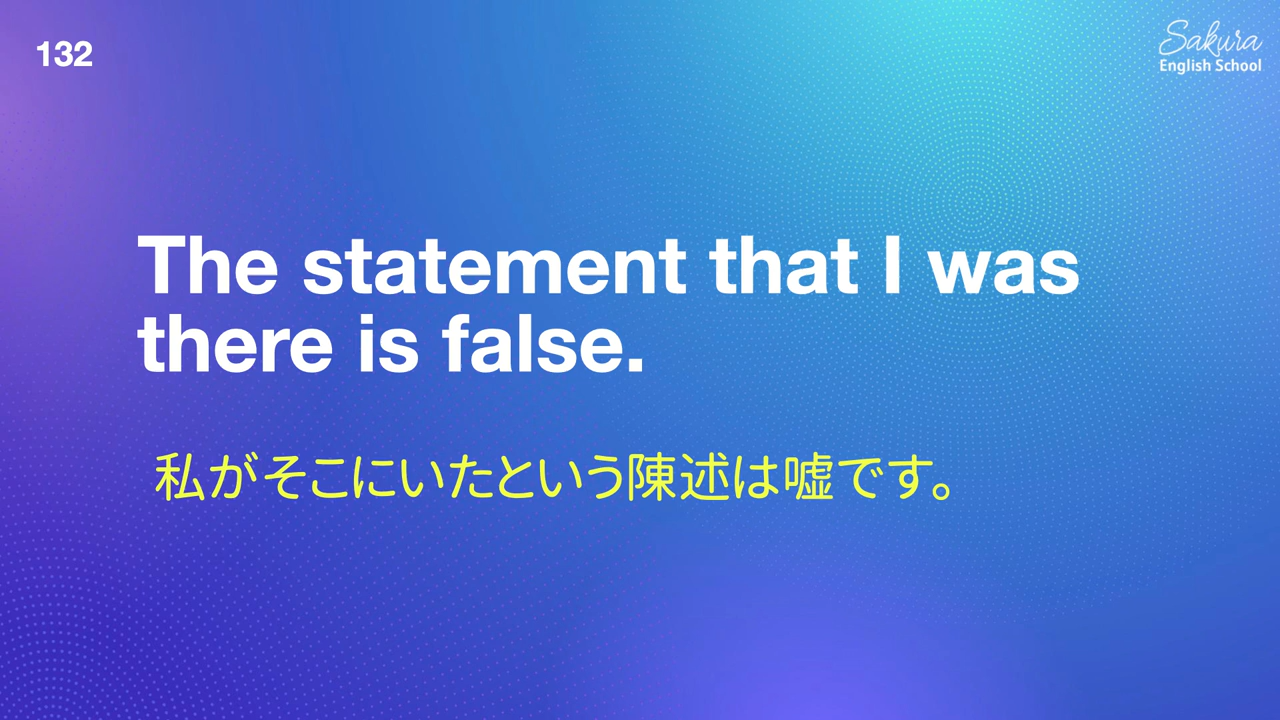 132
Sakura
English School
The statement that I was
there is false.
私がそこにいたという陳述は嘘です。